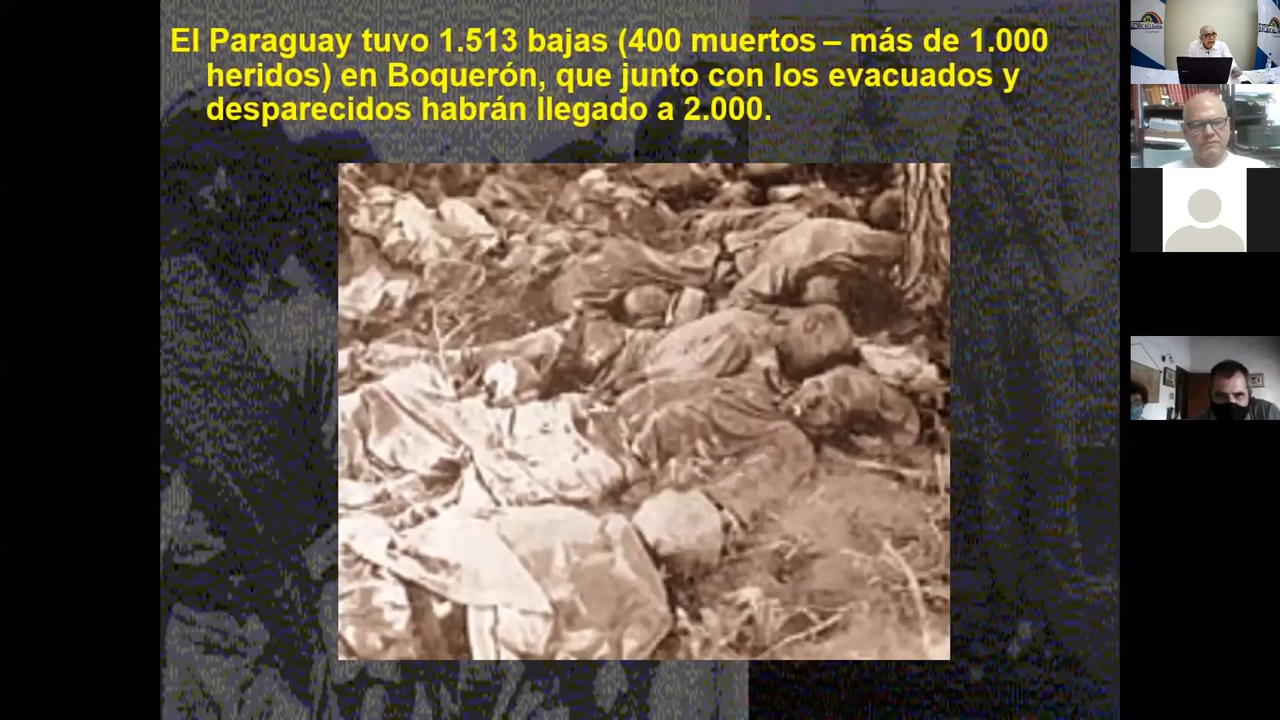 El Paraguay tuvo 1.513 bajas (400 muertos – más de 1.000
heridos) en Boquerón, que junto con los evacuados y
desparecidos habrán llegado a 2.000.